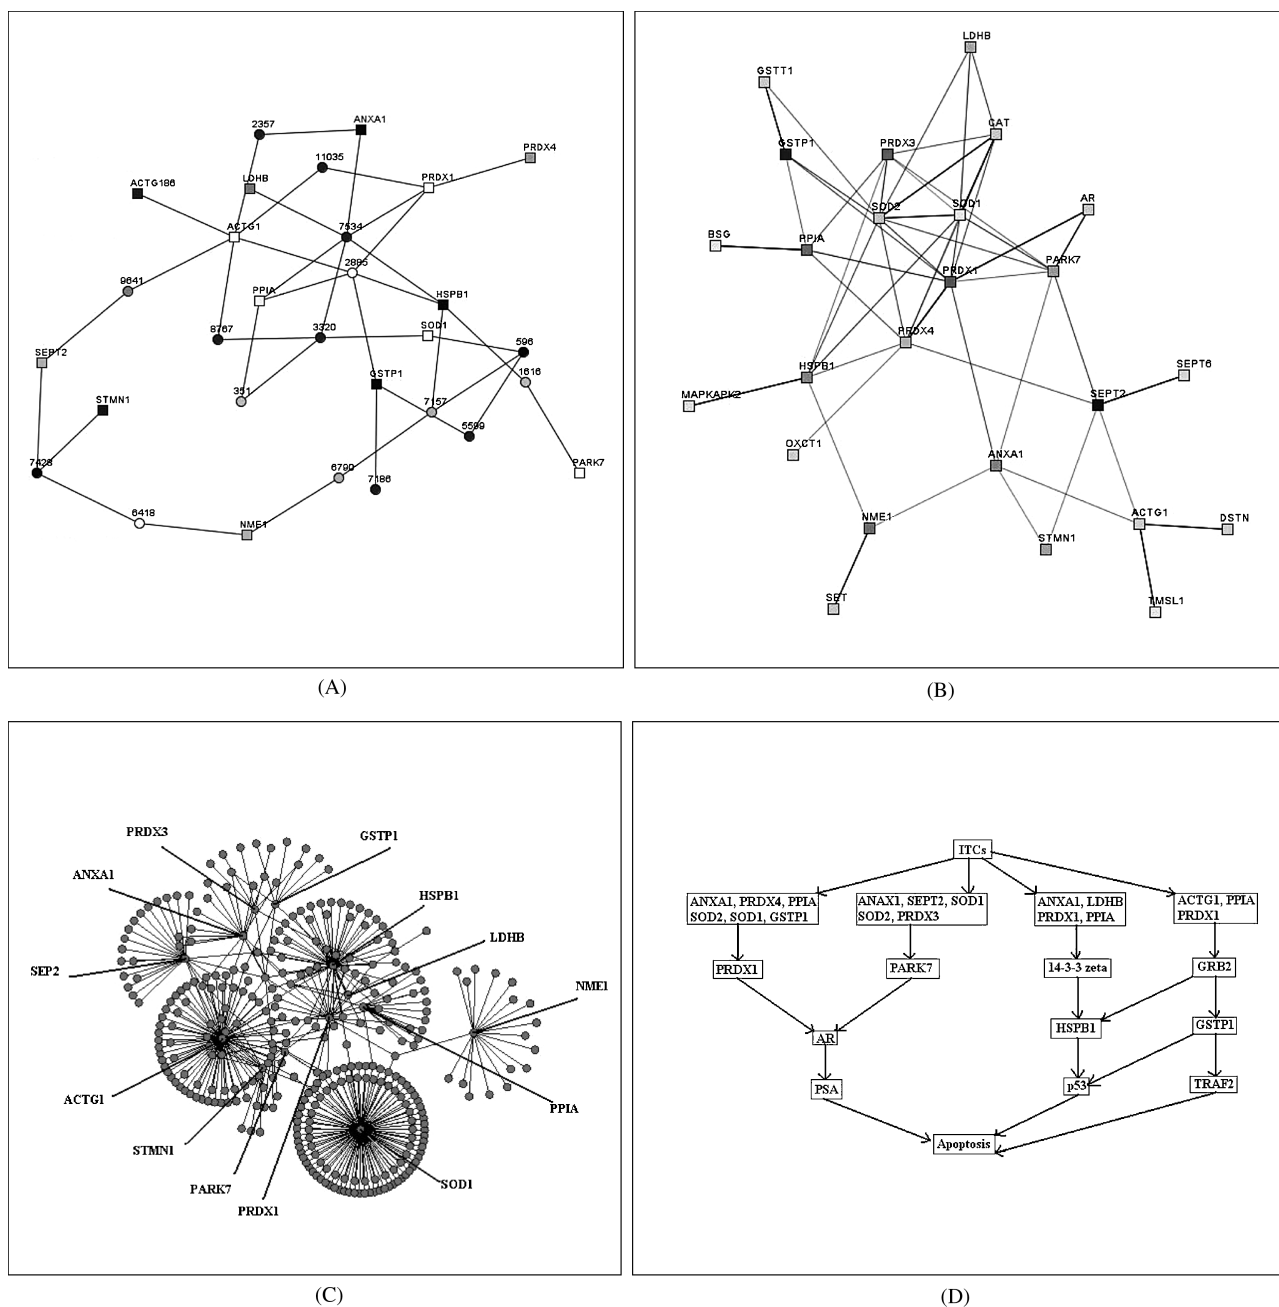 2357
ANXA1
11035
PRDX4
ACTG186
LDHB
PRDX1
ACTG1
7534
2885
9641
PPIA
HSPB1
8767
3320
SOD1
596
SEPT2
GSTP1
1616
351
STMN1
7157
5599
7428
6790
PARK7
7186
6418
NME1
(A)
LDHB
GSTT1
CAT
GSTP1
PRDX3
SOD2
SOD1
AR
BSG
PPIA
PARK7
PRDX1
PRDX4
HSPB1
SEPT6
MAPKAPK2
SEPT2
OXCT1
ANXA1
NME1
ACTG1
DSTN
STMN1
SET
TMSL1
(B)
PRDX3
GSTP1
ANXA1
HSPB1
LDHB
SEP2
NME1
ACTG1
PPIA
STMN1
PARK7
SOD1
PRDX1
(C)
ITCs
ANXA1, PRDX4, PPIA
SOD2, SOD1, GSTP1
ANAX1, SEPT2, SOD1
SOD2, PRDX3
ANXA1, LDHB
PRDX1, PPIA
ACTG1, PPIA
PRDX1
PRDX1
PARK7
14-3-3 zeta
GRB2
AR
HSPB1
GSTP1
PSA
p53
TRAF2
Apoptosis
(D)